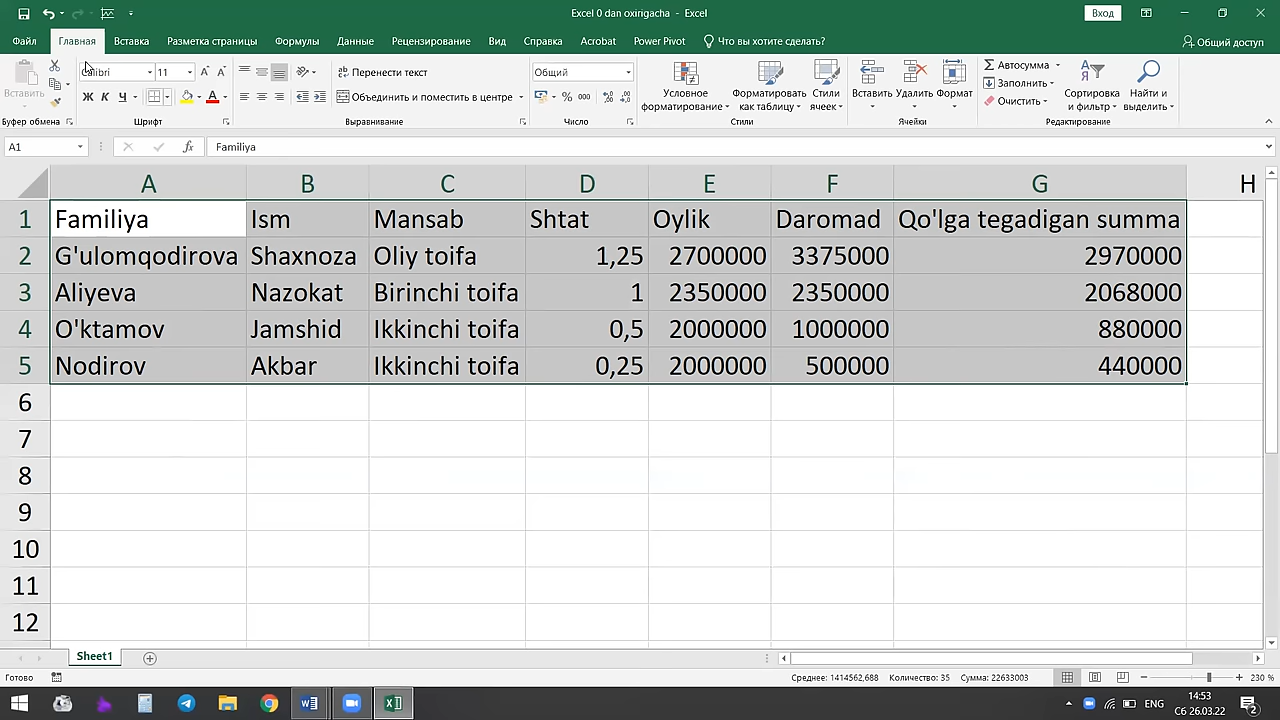 Excel 0 dan oxirigacha - Excel
Вход
Файл Главная Вставка Разметка страницы Формулы Данные Рецензирование Вид Справка Acrobat Power Pivot Что вы хотите сделать? Общий доступ
Вставить
Calibri 11
Ж К Ч
Перенести текст
Объединить и поместить в центре
Общий
% 000
Условное форматирование
Форматировать как таблицу
Стили ячеек
Вставить Удалить Формат
Автосумма
Заполнить
Очистить
Сортировка и фильтр
Найти и выделить
Буфер обмена Шрифт Выравнивание Число Стили Ячейки Редактирование
A1 fx Familiya
A B C D E F G H
1 Familiya Ism Mansab Shtat Oylik Daromad Qo'lga tegadigan summa
2 G'ulomqodirova Shaxnoza Oliy toifa 1,25 2700000 3375000 2970000
3 Aliyeva Nazokat Birinchi toifa 1 2350000 2350000 2068000
4 O'ktamov Jamshid Ikkinchi toifa 0,5 2000000 1000000 880000
5 Nodirov Akbar Ikkinchi toifa 0,25 2000000 500000 440000
6
7
8
9
10
11
12
Sheet1
Готово Среднее: 1414562,688 Количество: 35 Сумма: 22633003 230 %
ENG 14:53
Сб 26.03.22
2